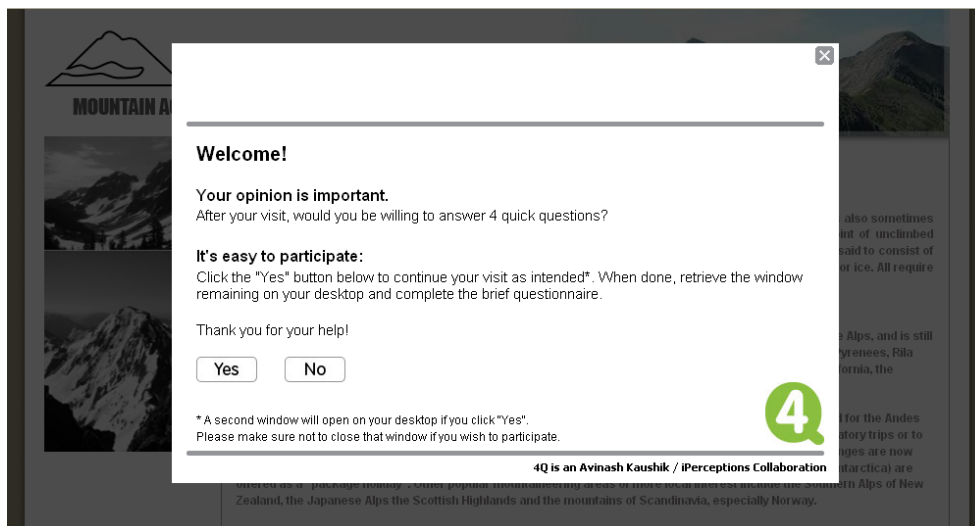 MOUNTAIN
Welcome!
Your opinion is important.
After your visit, would you be willing to answer 4 quick questions?
It's easy to participate:
Click the "Yes" button below to continue your visit as intended*. When done, retrieve the window
remaining on your desktop and complete the brief questionnaire.
Thank you for your help!
Yes No
* A second window will open on your desktop if you click "Yes".
Please make sure not to close that window if you wish to participate.
4
4Q is an Avinash Kaushik / iPerceptions Collaboration
also sometimes
of unclimbed
said to consist of
or ice. All require
Alps, and is still
Pyrenees, Rila
the
for the Andes
trips or to
are now
are
offered as a "package holiday". Other popular mountaineering areas of more local interest include the Southern Alps of New
Zealand, the Japanese Alps the Scottish Highlands and the mountains of Scandinavia, especially Norway.